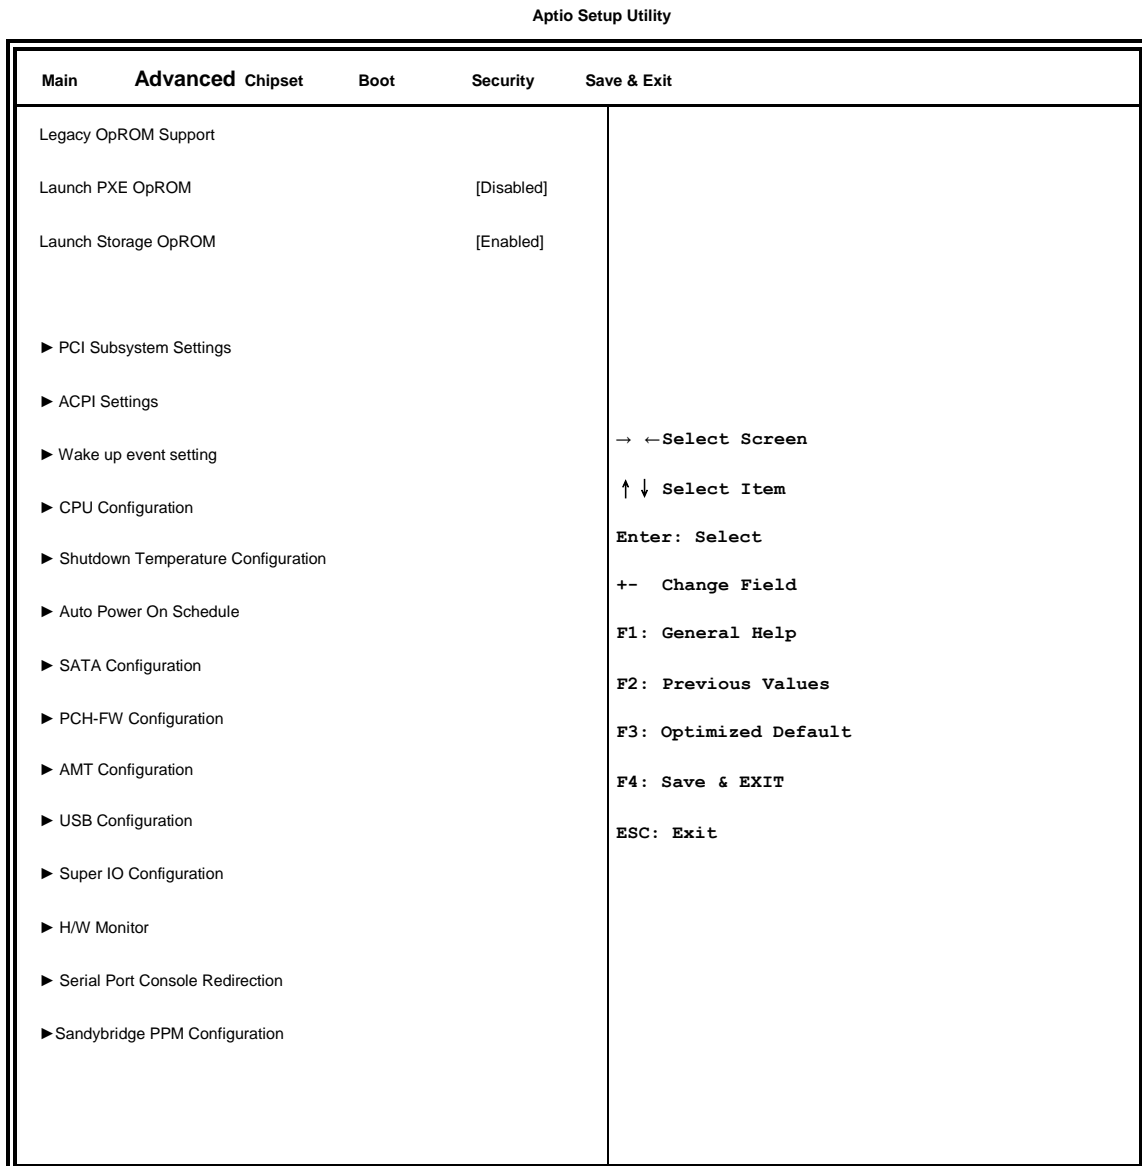 Aptio Setup Utility
Main Advanced Chipset Boot Security Save & Exit
Legacy OpROM Support
Launch PXE OpROM [Disabled]
Launch Storage OpROM [Enabled]
► PCI Subsystem Settings
► ACPI Settings
► Wake up event setting
► CPU Configuration
► Shutdown Temperature Configuration
► Auto Power On Schedule
► SATA Configuration
► PCH-FW Configuration
► AMT Configuration
► USB Configuration
► Super IO Configuration
► H/W Monitor
► Serial Port Console Redirection
►Sandybridge PPM Configuration
→ ←Select Screen
↑↓ Select Item
Enter: Select
+- Change Field
F1: General Help
F2: Previous Values
F3: Optimized Default
F4: Save & EXIT
ESC: Exit